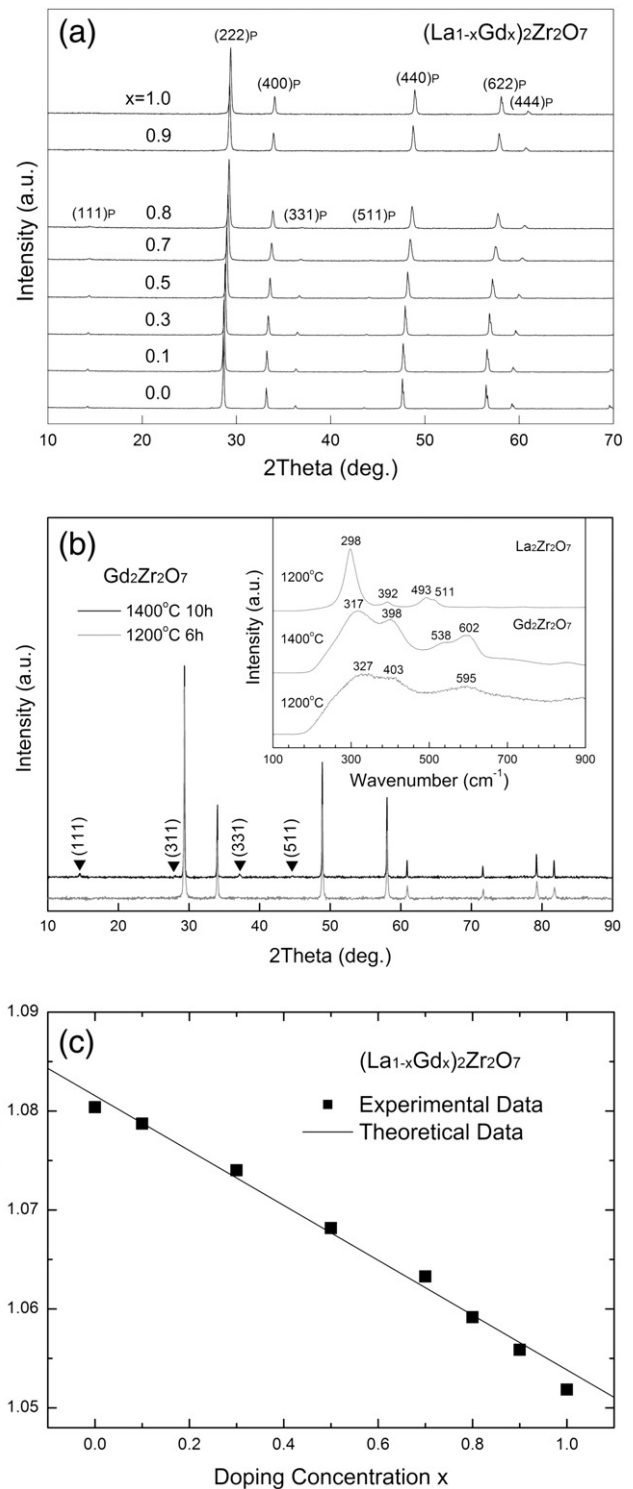 (a)
(La1-xGdx)2Zr2O7
(222)P
(400)P
(440)P
(622)P
(444)P
x=1.0
0.9
(111)P
0.8
(331)P
(511)P
0.7
0.5
0.3
0.1
0.0
Intensity (a.u.)
10 20 30 40 50 60 70
2Theta (deg.)
(b)
Gd2Zr2O7
1400°C 10h
1200°C 6h
Intensity (a.u.)
298
La2Zr2O7
1200°C
392
493
511
317
398
Gd2Zr2O7
1400°C
538
602
327
403
595
1200°C
Intensity (a.u.)
100 300 500 700 900
Wavenumber (cm-1)
(111)
(311)
(331)
(511)
10 20 30 40 50 60 70 80 90
2Theta (deg.)
1.09
(c)
(La1-xGdx)2Zr2O7
Experimental Data
Theoretical Data
1.08
1.07
1.06
1.05
0.0 0.2 0.4 0.6 0.8 1.0
Doping Concentration x